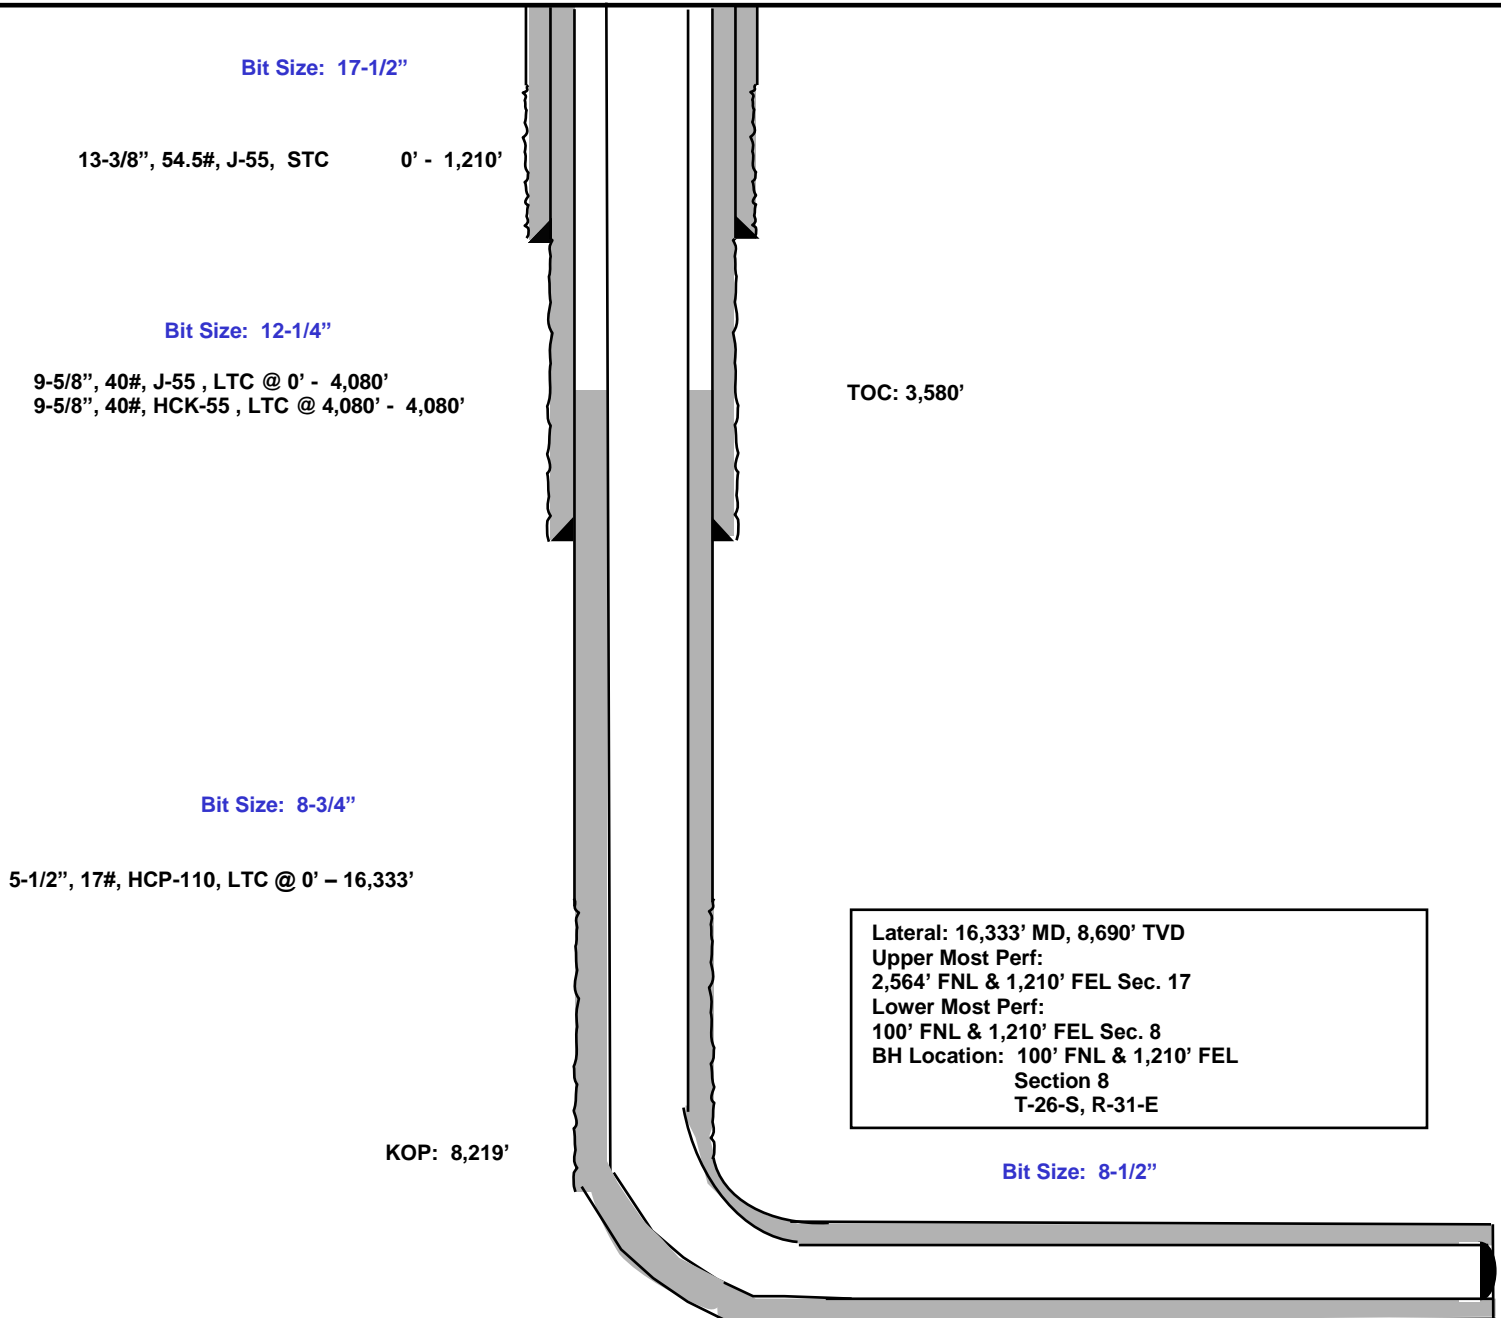 Bit Size: 17-1/2”
13-3/8”, 54.5#, J-55, STC 0’ - 1,210’
Bit Size: 12-1/4”
9-5/8”, 40#, J-55 , LTC @ 0’ - 4,080’
9-5/8”, 40#, HCK-55 , LTC @ 4,080’ - 4,080’
TOC: 3,580’
Bit Size: 8-3/4”
5-1/2”, 17#, HCP-110, LTC @ 0’ – 16,333’
Lateral: 16,333’ MD, 8,690’ TVD
Upper Most Perf:
2,564’ FNL & 1,210’ FEL Sec. 17
Lower Most Perf:
100’ FNL & 1,210’ FEL Sec. 8
BH Location: 100’ FNL & 1,210’ FEL
Section 8
T-26-S, R-31-E
KOP: 8,219’
Bit Size: 8-1/2”